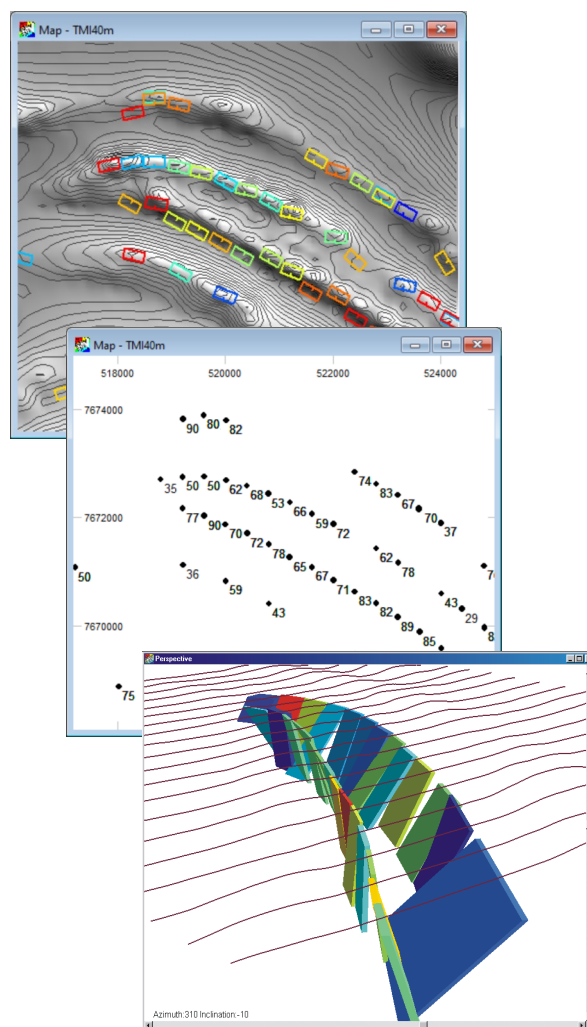 Map - TMI40m
Map - TMI40m
518000 520000 522000 524000
7674000
90 80 82
74 83 67 70 37
35 50 50 62 68 53 66 59 72
7672000
77 90 70 72 78 65 67 71 83 82 89 85
62 78
50
36 59 43
43 29
7670000
75
Perspective
Azimuth:310 Inclination:-10